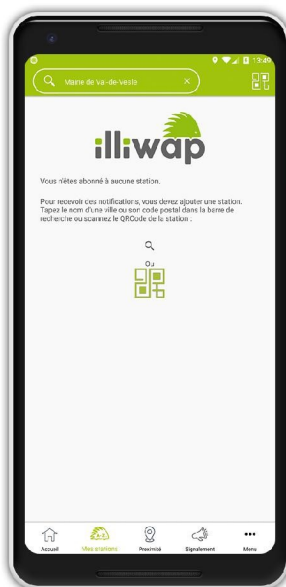 13:49
Mairie de Val-de-Vesle
illiwap
Vous n'êtes abonné à aucune station.
Pour recevoir des notifications, vous devez ajouter une station.
Tapez le nom d'une ville ou son code postal dans la barre de
recherche ou scannez le QRCode de la station :
Ou
Accueil Mes stations Proximité Signalement Menu